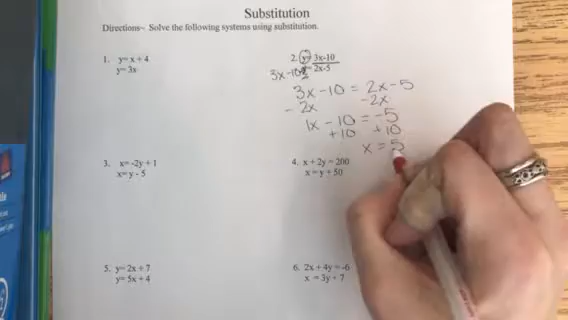 Substitution
Directions~ Solve the following systems using substitution.
1. y= x + 4
y= 3x
2. y= 3x-10
y= 2x-5
3x-10=
3x-10 = 2x-5
- 2x -2x
1x - 10 = -5
+10 +10
x = 5
3. x= -2y + 1
x= y - 5
4. x + 2y = 200
x = y + 50
5. y= 2x + 7
y= 5x + 4
6. 2x + 4y = -6
x = 3y + 7